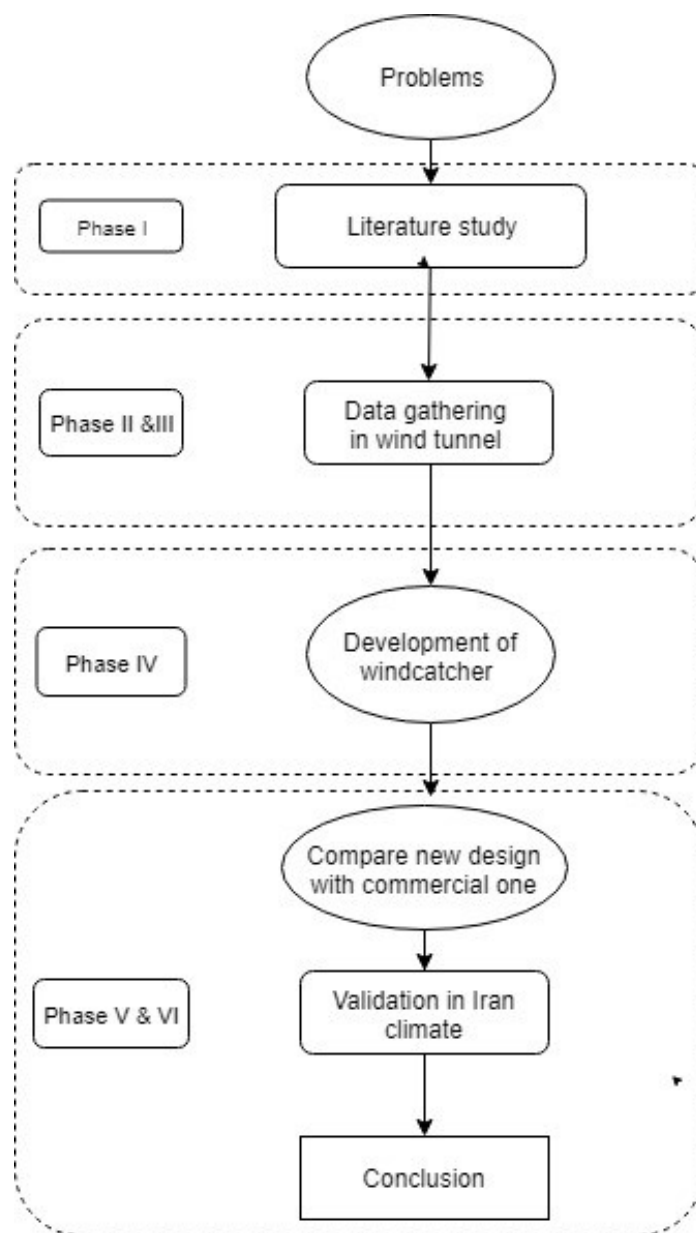 Problems
Phase I
Literature study
Phase II &III
Data gathering
in wind tunnel
Phase IV
Development of
windcatcher
Compare new design
with commercial one
Phase V & VI
Validation in Iran
climate
Conclusion